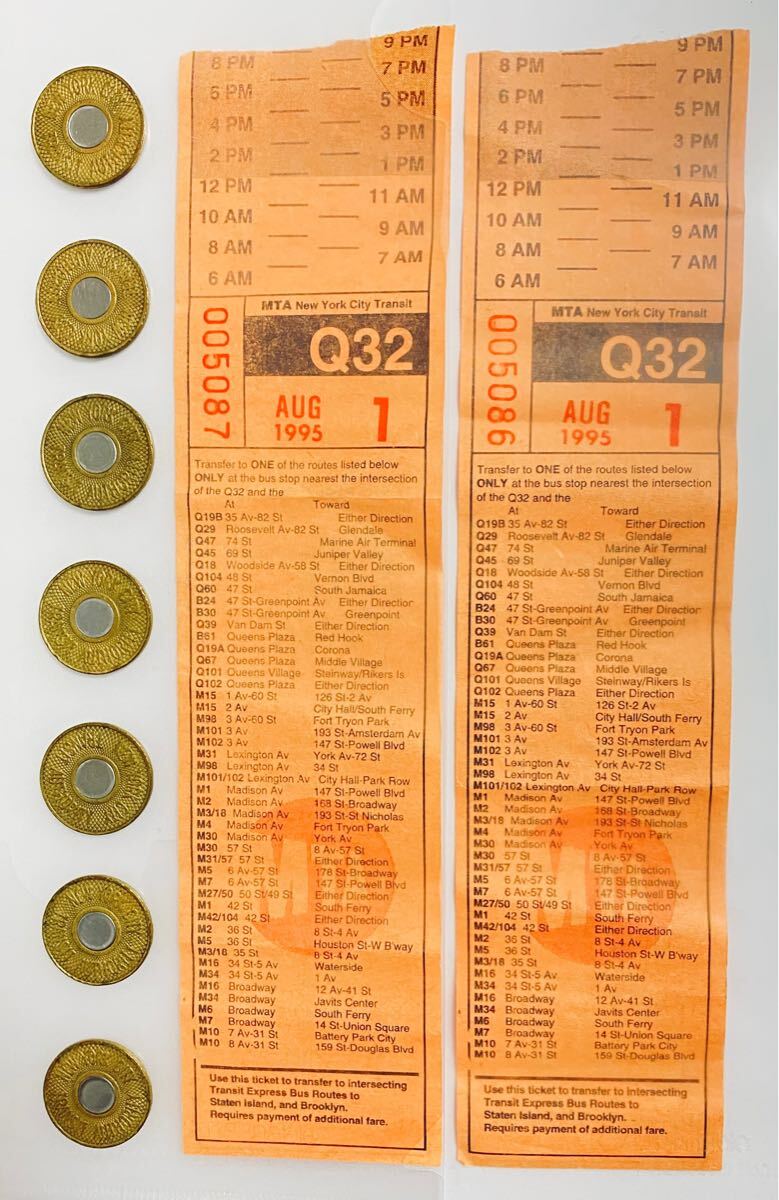 9 PM
8 PM
7 PM
6 PM
5 PM
4 PM
3 PM
2 PM
1 PM
12 PM
11 AM
10 AM
9 AM
8 AM
7 AM
6 AM
005087
MTA New York City Transit
Q32
AUG
1995
1
Transfer to ONE of the routes listed below
ONLY at the bus stop nearest the intersection
of the Q32 and the
At Toward
Q19B 35 Av-82 St Either Direction
Q29 Roosevelt Av-82 St Glendale
Q47 74 St Marine Air Terminal
Q45 69 St Juniper Valley
Q18 Woodside Av-58 St Either Direction
Q104 48 St Vernon Blvd
Q60 47 St South Jamaica
B24 47 St-Greenpoint Av Either Direction
B30 47 St-Greenpoint Av Greenpoint
Q39 Van Dam St Either Direction
B61 Queens Plaza Red Hook
Q19A Queens Plaza Corona
Q67 Queens Plaza Middle Village
Q101 Queens Village Steinway/Rikers Is
Q102 Queens Plaza Either Direction
M15 1 Av-60 St 126 St-2 Av
M15 2 Av City Hall/South Ferry
M98 3 Av-60 St Fort Tryon Park
M101 3 Av 193 St-Amsterdam Av
M102 3 Av 147 St-Powell Blvd
M31 Lexington Av York Av-72 St
M98 Lexington Av 34 St
M101/102 Lexington Av City Hall-Park Row
M1 Madison Av 147 St-Powell Blvd
M2 Madison Av 168 St-Broadway
M3/18 Madison Av 193 St-St Nicholas
M4 Madison Av Fort Tryon Park
M30 Madison Av York Av
M30 57 St 8 Av-57 St
M31/57 57 St Either Direction
M5 6 Av-57 St 178 St-Broadway
M7 6 Av-57 St 147 St-Powell Blvd
M27/50 50 St/49 St Either Direction
M1 42 St South Ferry
M42/104 42 St Either Direction
M2 36 St 8 St-4 Av
M5 36 St Houston St-W B'way
M3/18 35 St 8 St-4 Av
M16 34 St-5 Av Waterside
M34 34 St-5 Av 1 Av
M16 Broadway 12 Av-41 St
M34 Broadway Javits Center
M6 Broadway South Ferry
M7 Broadway 14 St-Union Square
M10 7 Av-31 St Battery Park City
M10 8 Av-31 St 159 St-Douglas Blvd
Use this ticket to transfer to intersecting
Transit Express Bus Routes to
Staten Island, and Brooklyn.
Requires payment of additional fare.
9 PM
8 PM
7 PM
6 PM
5 PM
4 PM
3 PM
2 PM
1 PM
12 PM
11 AM
10 AM
9 AM
8 AM
7 AM
6 AM
005086
MTA New York City Transit
Q32
AUG
1995
1
Transfer to ONE of the routes listed below
ONLY at the bus stop nearest the intersection
of the Q32 and the
At Toward
Q19B 35 Av-82 St Either Direction
Q29 Roosevelt Av-82 St Glendale
Q47 74 St Marine Air Terminal
Q45 69 St Juniper Valley
Q18 Woodside Av-58 St Either Direction
Q104 48 St Vernon Blvd
Q60 47 St South Jamaica
B24 47 St-Greenpoint Av Either Direction
B30 47 St-Greenpoint Av Greenpoint
Q39 Van Dam St Either Direction
B61 Queens Plaza Red Hook
Q19A Queens Plaza Corona
Q67 Queens Plaza Middle Village
Q101 Queens Village Steinway/Rikers Is
Q102 Queens Plaza Either Direction
M15 1 Av-60 St 126 St-2 Av
M15 2 Av City Hall/South Ferry
M98 3 Av-60 St Fort Tryon Park
M101 3 Av 193 St-Amsterdam Av
M102 3 Av 147 St-Powell Blvd
M31 Lexington Av York Av-72 St
M98 Lexington Av 34 St
M101/102 Lexington Av City Hall-Park Row
M1 Madison Av 147 St-Powell Blvd
M2 Madison Av 168 St-Broadway
M3/18 Madison Av 193 St-St Nicholas
M4 Madison Av Fort Tryon Park
M30 Madison Av York Av
M30 57 St 8 Av-57 St
M31/57 57 St Either Direction
M5 6 Av-57 St 178 St-Broadway
M7 6 Av-57 St 147 St-Powell Blvd
M27/50 50 St/49 St Either Direction
M1 42 St South Ferry
M42/104 42 St Either Direction
M2 36 St 8 St-4 Av
M5 36 St Houston St-W B'way
M3/18 35 St 8 St-4 Av
M16 34 St-5 Av Waterside
M34 34 St-5 Av 1 Av
M16 Broadway 12 Av-41 St
M34 Broadway Javits Center
M6 Broadway South Ferry
M7 Broadway 14 St-Union Square
M10 7 Av-31 St Battery Park City
M10 8 Av-31 St 159 St-Douglas Blvd
Use this ticket to transfer to intersecting
Transit Express Bus Routes to
Staten Island, and Brooklyn.
Requires payment of additional fare.